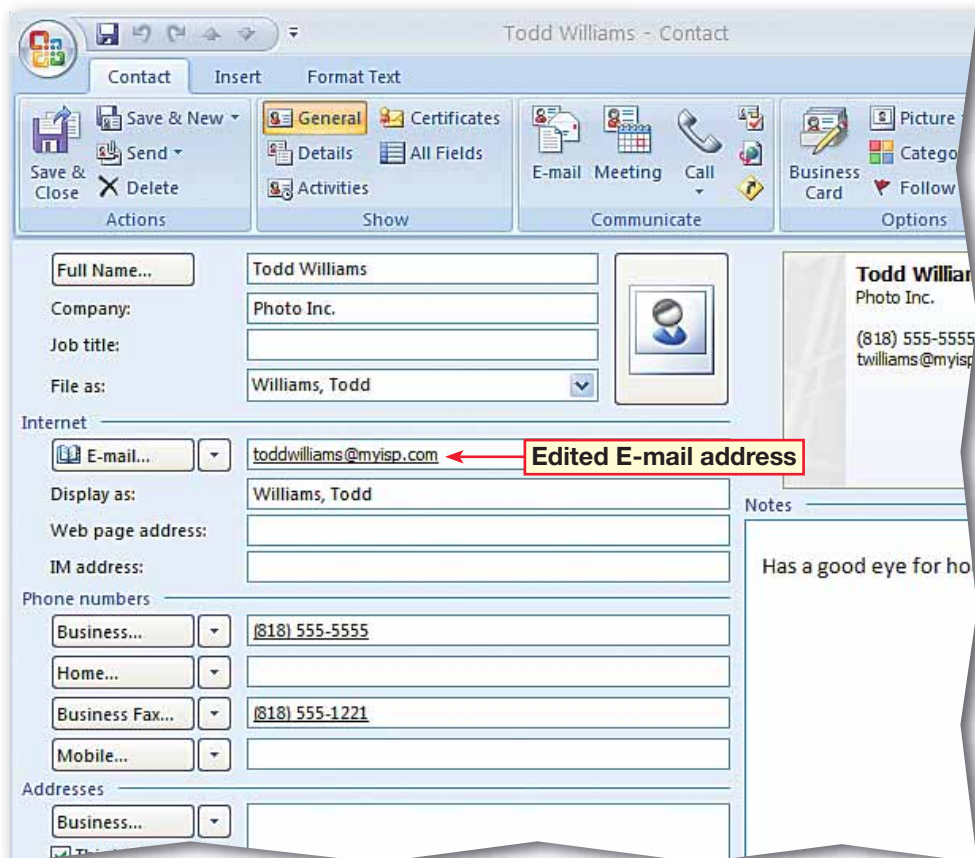 Todd Williams - Contact
Contact Insert Format Text
Save & Close
Save & New
Send
Delete
Actions
General
Details
Activities
Certificates
All Fields
Show
E-mail
Meeting
Call
Communicate
Business Card
Picture
Follow
Options
Full Name... Todd Williams
Company: Photo Inc.
Job title:
File as: Williams, Todd
Internet
E-mail... toddwilliams@myisp.com
Edited E-mail address
Display as: Williams, Todd
Web page address:
IM address:
Phone numbers
Business... (818) 555-5555
Home...
Business Fax... (818) 555-1221
Mobile...
Addresses
Business...
Todd
Photo Inc.
(818) 555-5555
Notes
Has a good eye for